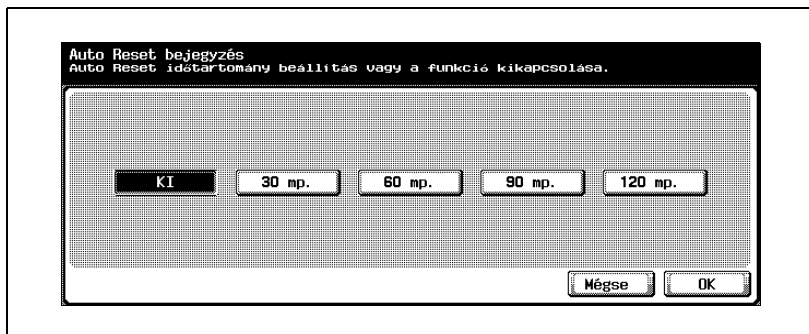 Auto Reset bejegyzés
Auto Reset időtartomány beállítás vagy a funkció kikapcsolása.
KI 30 mp. 60 mp. 90 mp. 120 mp.
Mégse OK